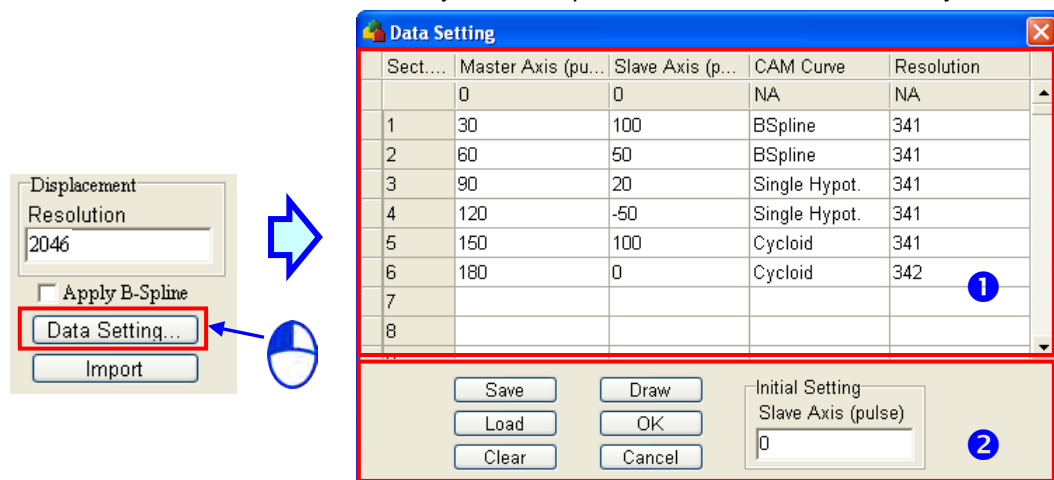 Displacement
Resolution
2046
Apply B-Spline
Data Setting...
Import
Data Setting
Sect.... Master Axis (pu... Slave Axis (p... CAM Curve Resolution
0 0 NA NA
1 30 100 BSpline 341
2 60 50 BSpline 341
3 90 20 Single Hypot. 341
4 120 -50 Single Hypot. 341
5 150 100 Cycloid 341
6 180 0 Cycloid 342
7
8
❶
Save Draw
Load OK
Clear Cancel
Initial Setting
Slave Axis (pulse)
0
❷